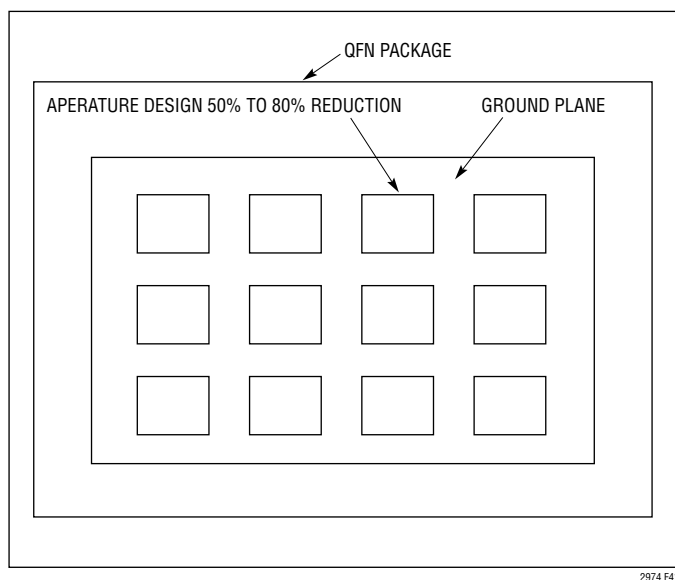 QFN PACKAGE
APERATURE DESIGN 50% TO 80% REDUCTION
GROUND PLANE
2974 F4